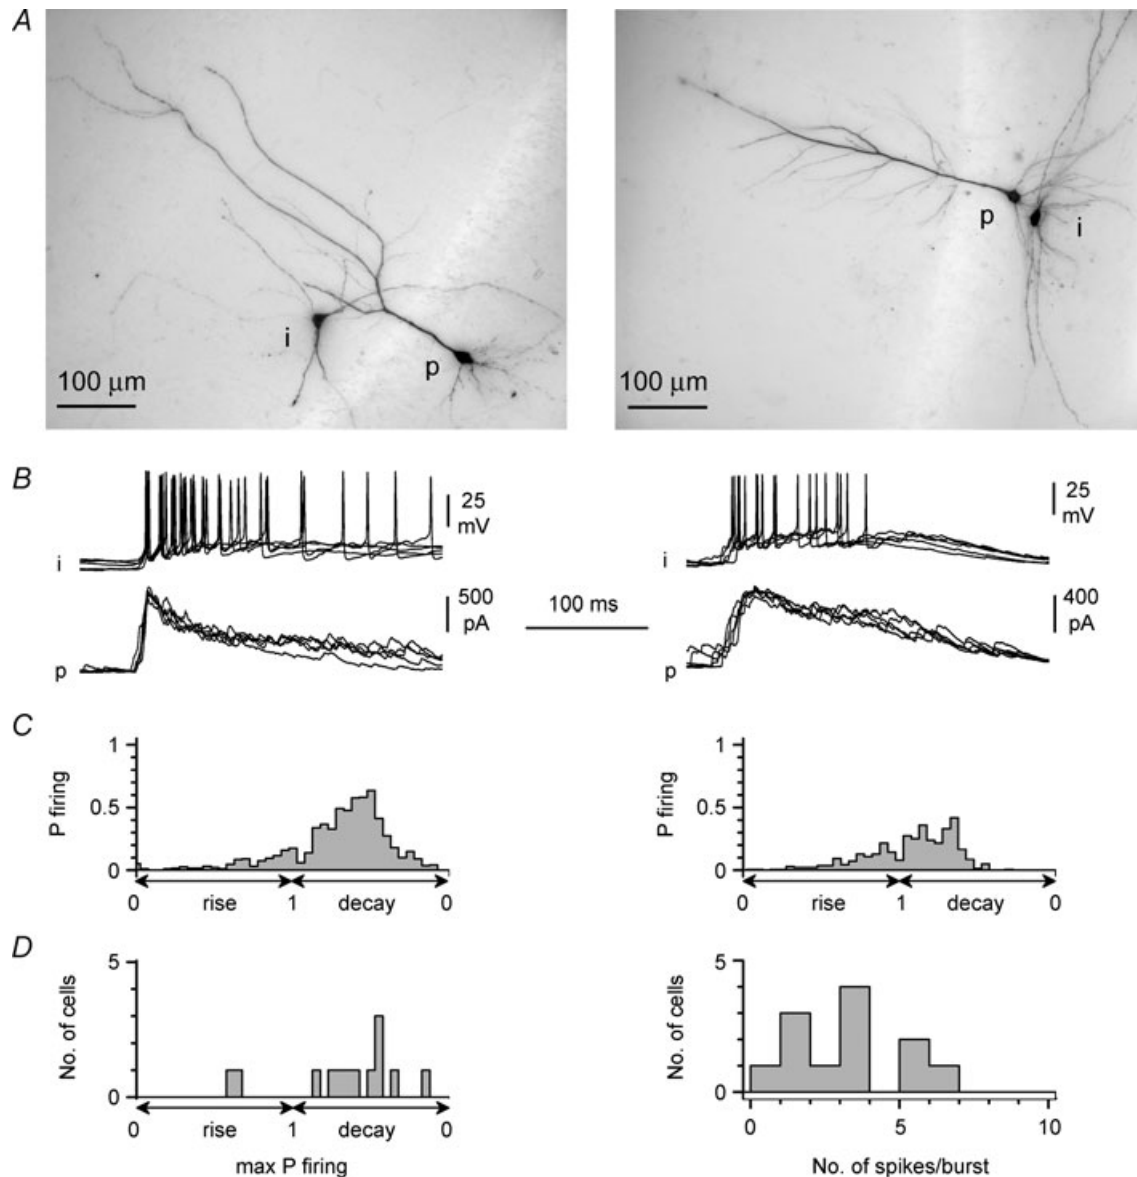 A
i
p
100 μm
p
i
100 μm
B
25
mV
i
500
pA
p
100 ms
25
mV
i
400
pA
p
C
P firing
1
0.5
0
0 rise 1 decay 0
P firing
1
0.5
0
0 rise 1 decay 0
D
No. of cells
5
0
0 rise 1 decay 0
max P firing
No. of cells
5
0
0 5 10
No. of spikes/burst